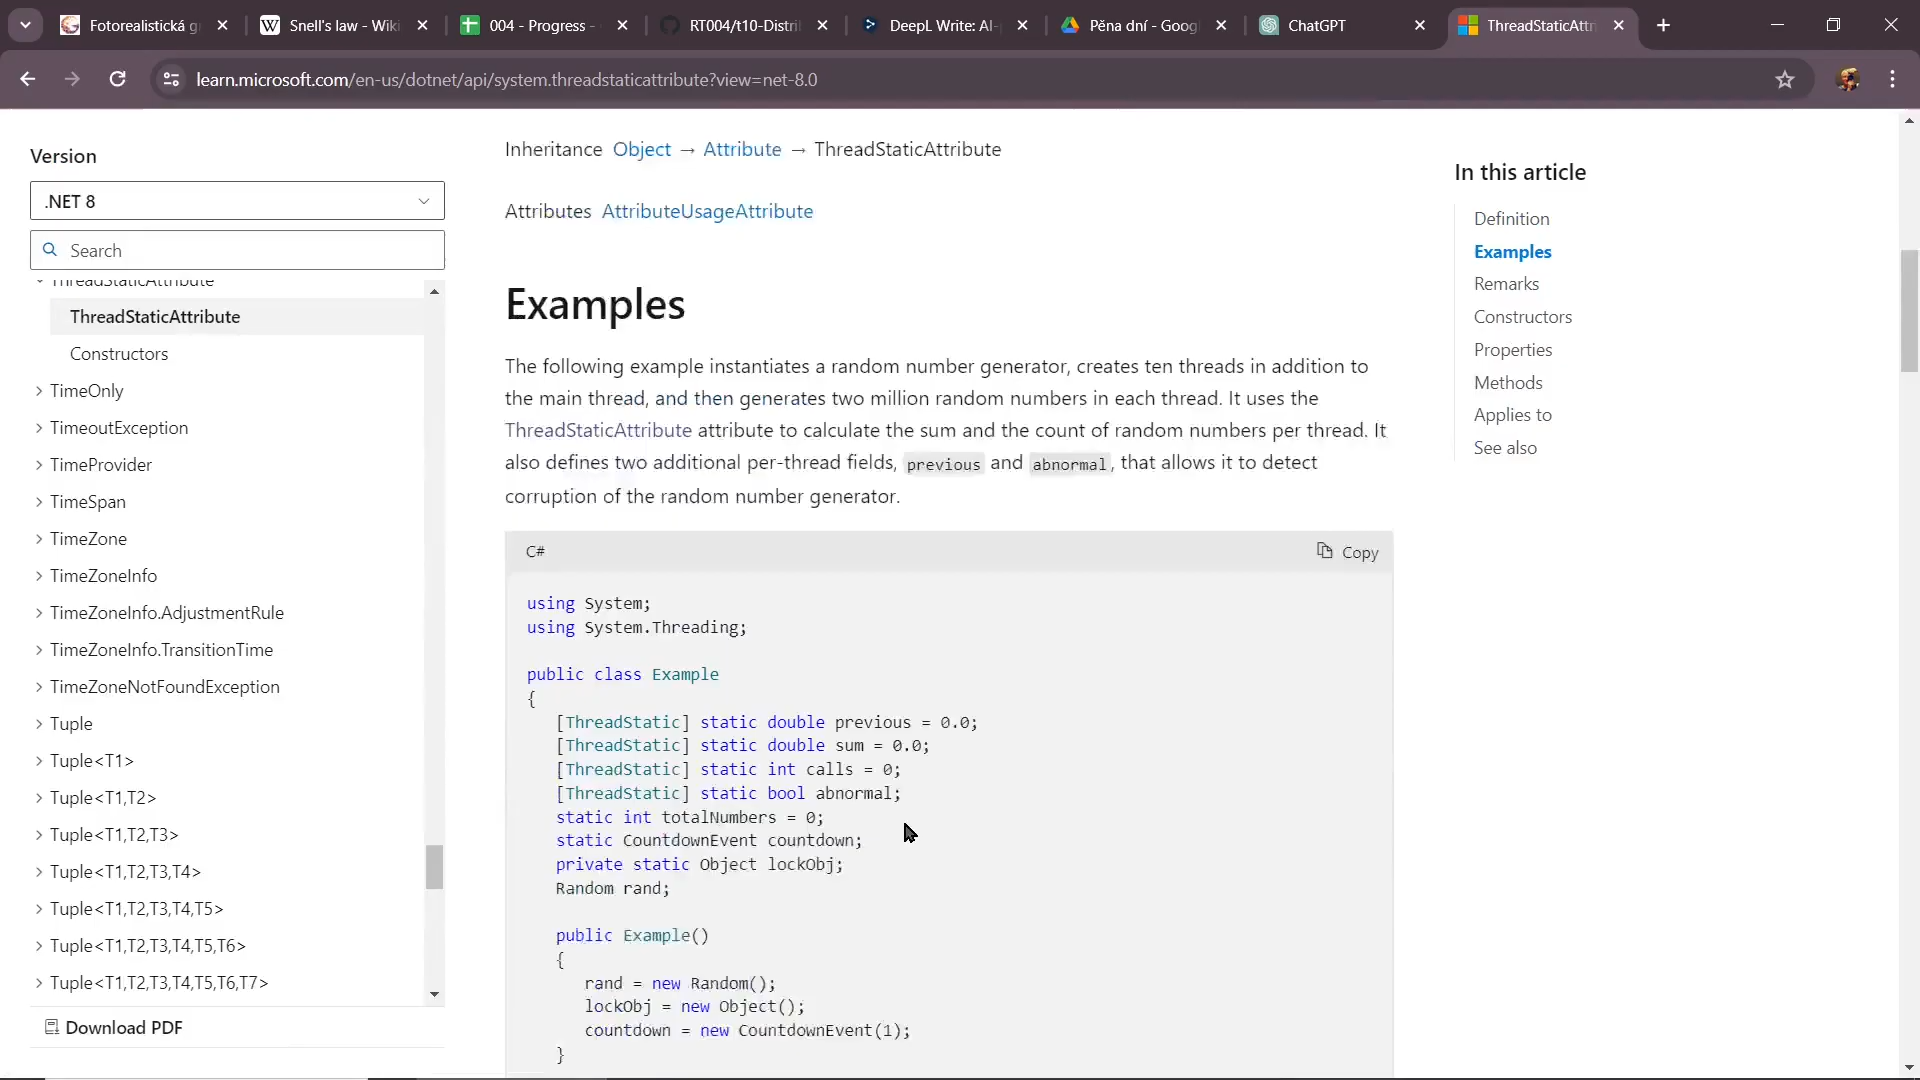 Fotorealistická g
Snell's law - Wiki
004 - Progress -
RT004/t10-Distri
DeepL Write: AI-
Pěna dní - Goog
ChatGPT
ThreadStaticAttri
learn.microsoft.com/en-us/dotnet/api/system.threadstaticattribute?view=net-8.0
Version
.NET 8
Search
ThreadStaticAttribute
ThreadStaticAttribute
Constructors
TimeOnly
TimeoutException
TimeProvider
TimeSpan
TimeZone
TimeZoneInfo
TimeZoneInfo.AdjustmentRule
TimeZoneInfo.TransitionTime
TimeZoneNotFoundException
Tuple
Tuple<T1>
Tuple<T1,T2>
Tuple<T1,T2,T3>
Tuple<T1,T2,T3,T4>
Tuple<T1,T2,T3,T4,T5>
Tuple<T1,T2,T3,T4,T5,T6>
Tuple<T1,T2,T3,T4,T5,T6,T7>
Download PDF
Inheritance Object → Attribute → ThreadStaticAttribute
Attributes AttributeUsageAttribute
Examples
The following example instantiates a random number generator, creates ten threads in addition to
the main thread, and then generates two million random numbers in each thread. It uses the
ThreadStaticAttribute attribute to calculate the sum and the count of random numbers per thread. It
also defines two additional per-thread fields, previous and abnormal, that allows it to detect
corruption of the random number generator.
C#
Copy
using System;
using System.Threading;
public class Example
{
[ThreadStatic] static double previous = 0.0;
[ThreadStatic] static double sum = 0.0;
[ThreadStatic] static int calls = 0;
[ThreadStatic] static bool abnormal;
static int totalNumbers = 0;
static CountdownEvent countdown;
private static Object lockObj;
Random rand;
public Example()
{
rand = new Random();
lockObj = new Object();
countdown = new CountdownEvent(1);
}
In this article
Definition
Examples
Remarks
Constructors
Properties
Methods
Applies to
See also